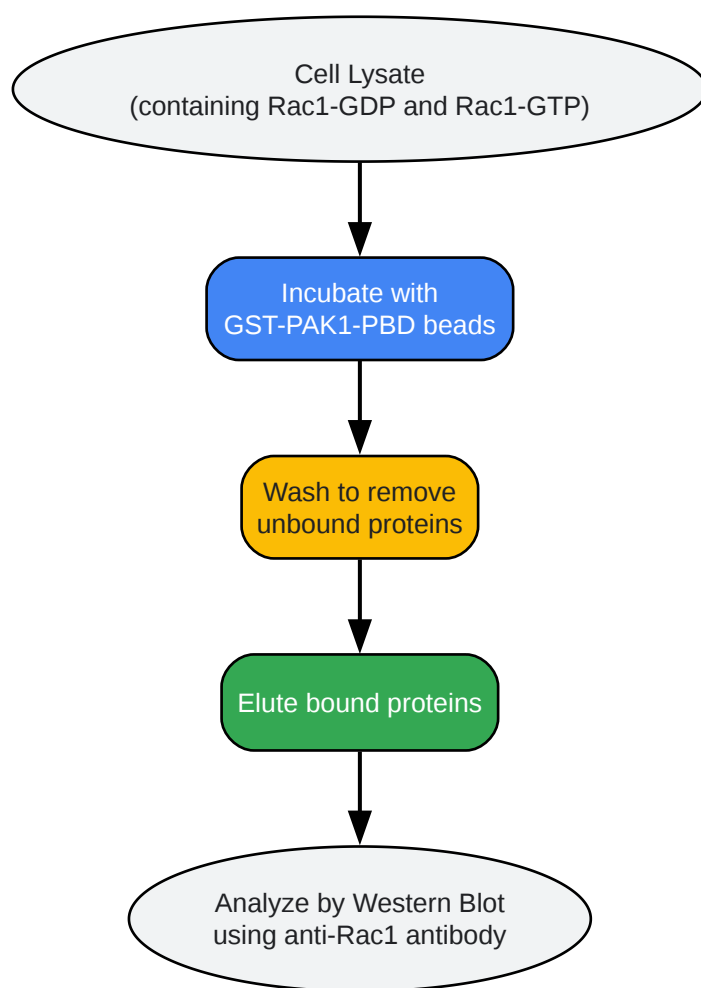 Cell Lysate
(containing Rac1-GDP and Rac1-GTP)
Incubate with
GST-PAK1-PBD beads
Wash to remove
unbound proteins
Elute bound proteins
Analyze by Western Blot
using anti-Rac1 antibody